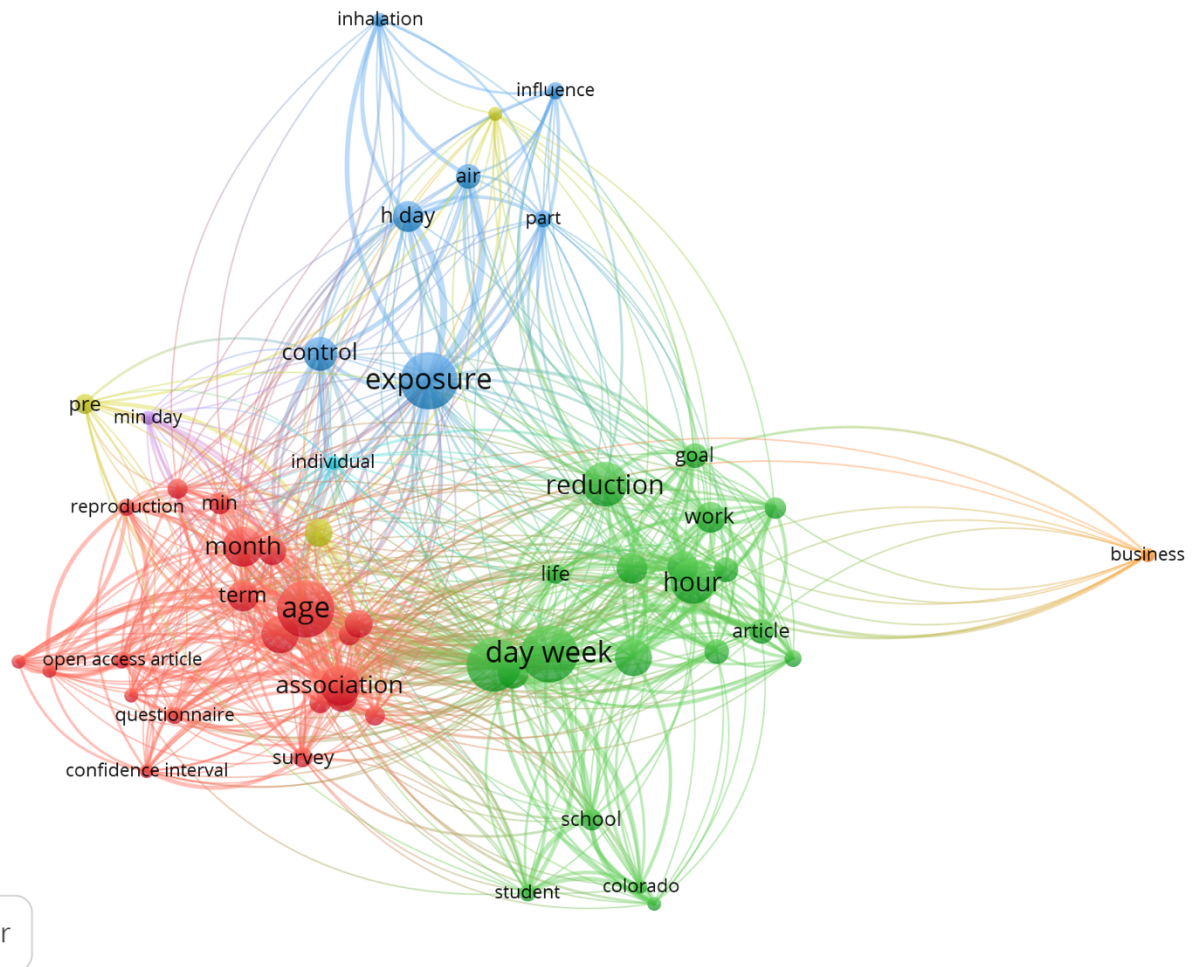 inhalation
influence
air
h day
part
control
exposure
pre
min day
individual
goal
reduction
reproduction
min
work
month
business
life
hour
term
age
article
day week
open access article
association
questionnaire
survey
confidence interval
school
colorado
student
r